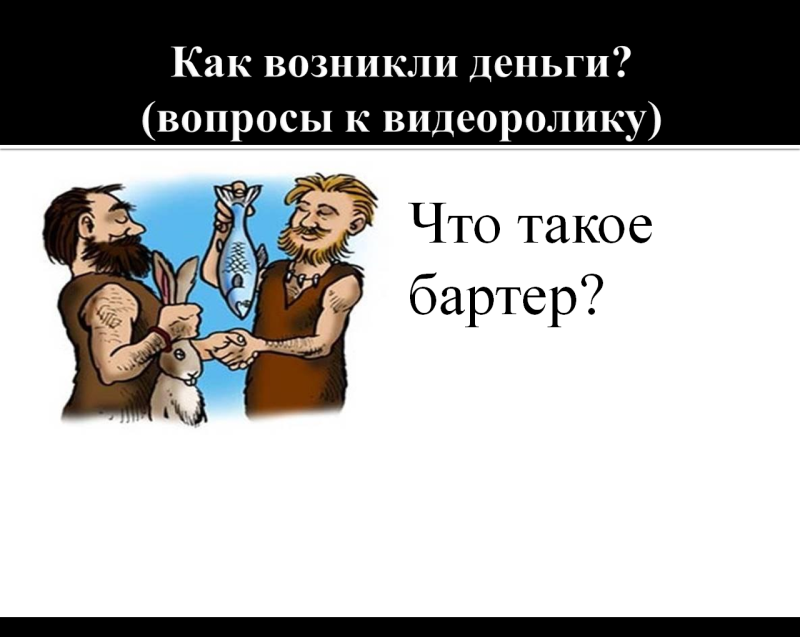 Как возникли деньги?
(вопросы к видеоролику)
Что такое
бартер?